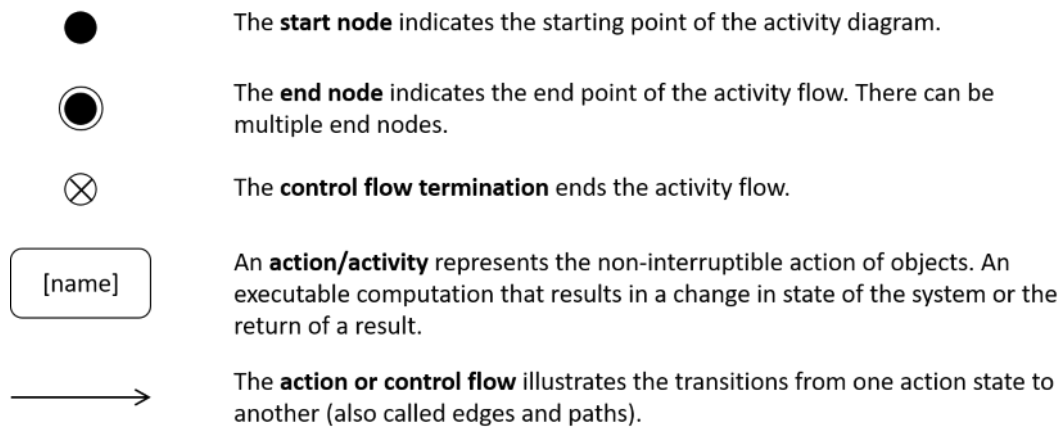 The start node indicates the starting point of the activity diagram.
The end node indicates the end point of the activity flow. There can be
multiple end nodes.
The control flow termination ends the activity flow.
[name]
An action/activity represents the non-interruptible action of objects. An
executable computation that results in a change in state of the system or the
return of a result.
The action or control flow illustrates the transitions from one action state to
another (also called edges and paths).